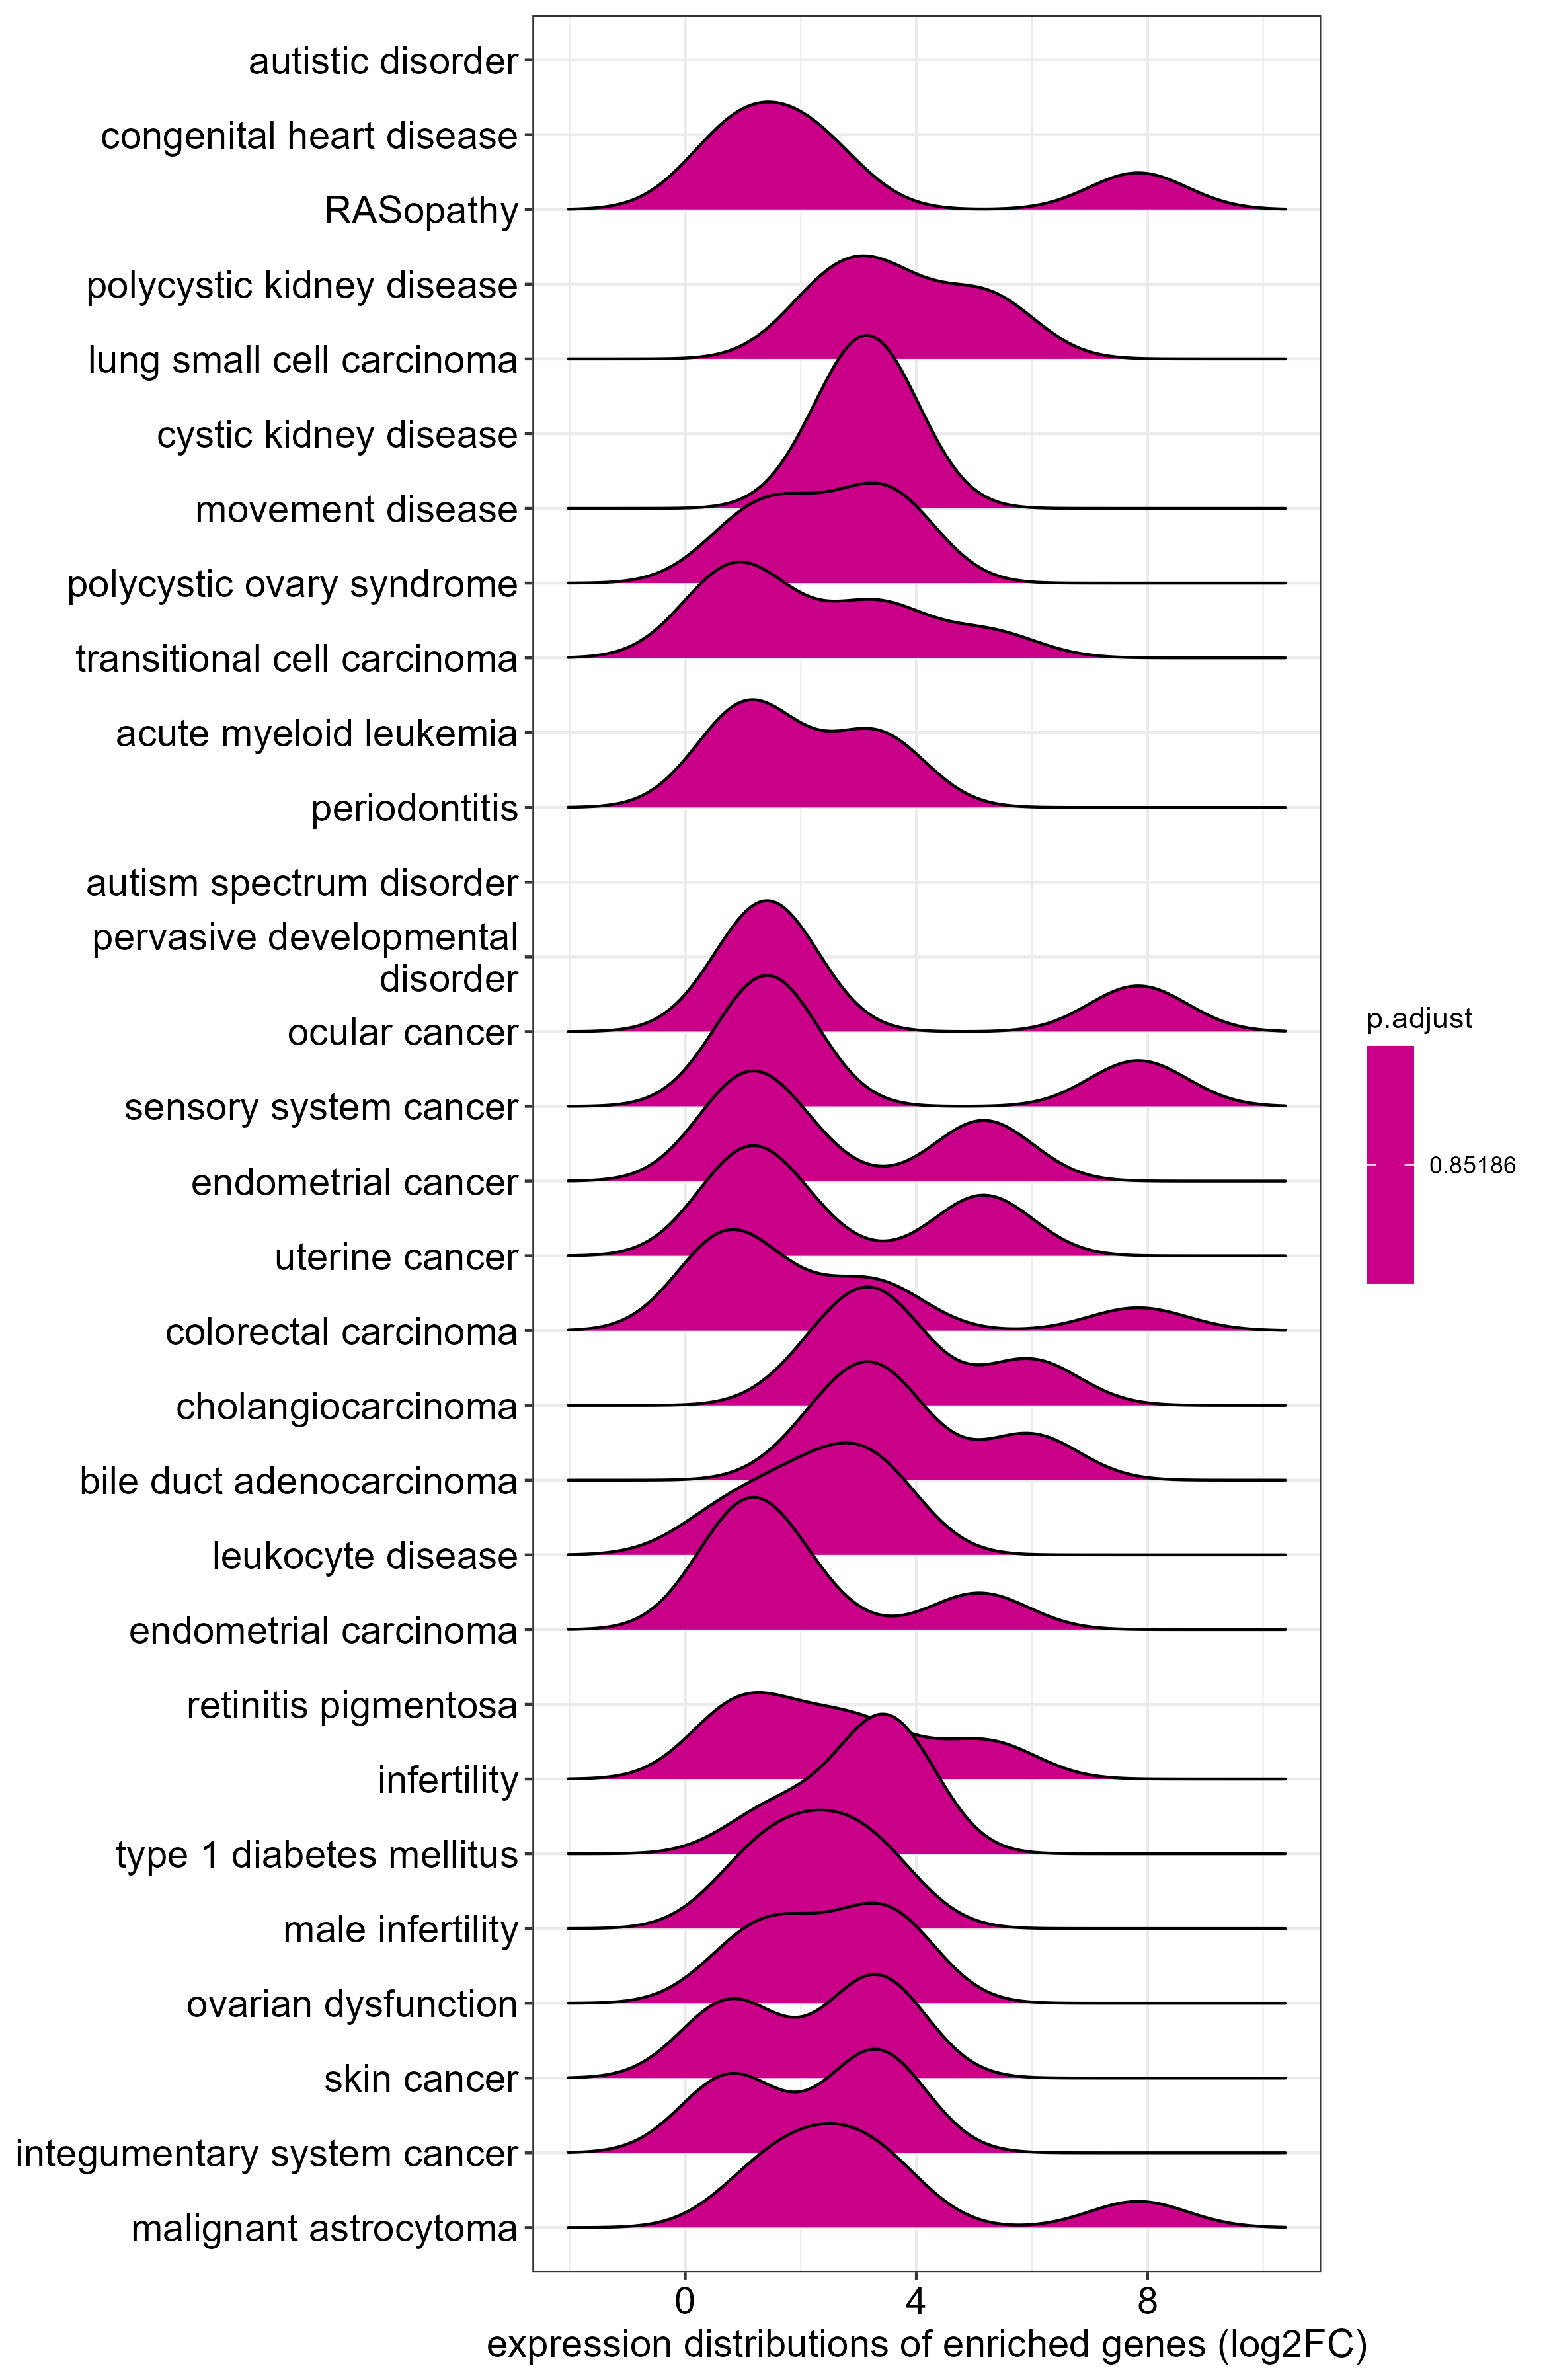 autistic disorder
congenital heart disease
RASopathy
polycystic kidney disease
lung small cell carcinoma
cystic kidney disease
movement disease
polycystic ovary syndrome
transitional cell carcinoma
acute myeloid leukemia
periodontitis
autism spectrum disorder
pervasive developmental
disorder
ocular cancer
sensory system cancer
endometrial cancer
uterine cancer
colorectal carcinoma
cholangiocarcinoma
bile duct adenocarcinoma
leukocyte disease
endometrial carcinoma
retinitis pigmentosa
infertility
type 1 diabetes mellitus
male infertility
ovarian dysfunction
skin cancer
integumentary system cancer
malignant astrocytoma
0 4 8
expression distributions of enriched genes (log2FC)
p.adjust
0.85186